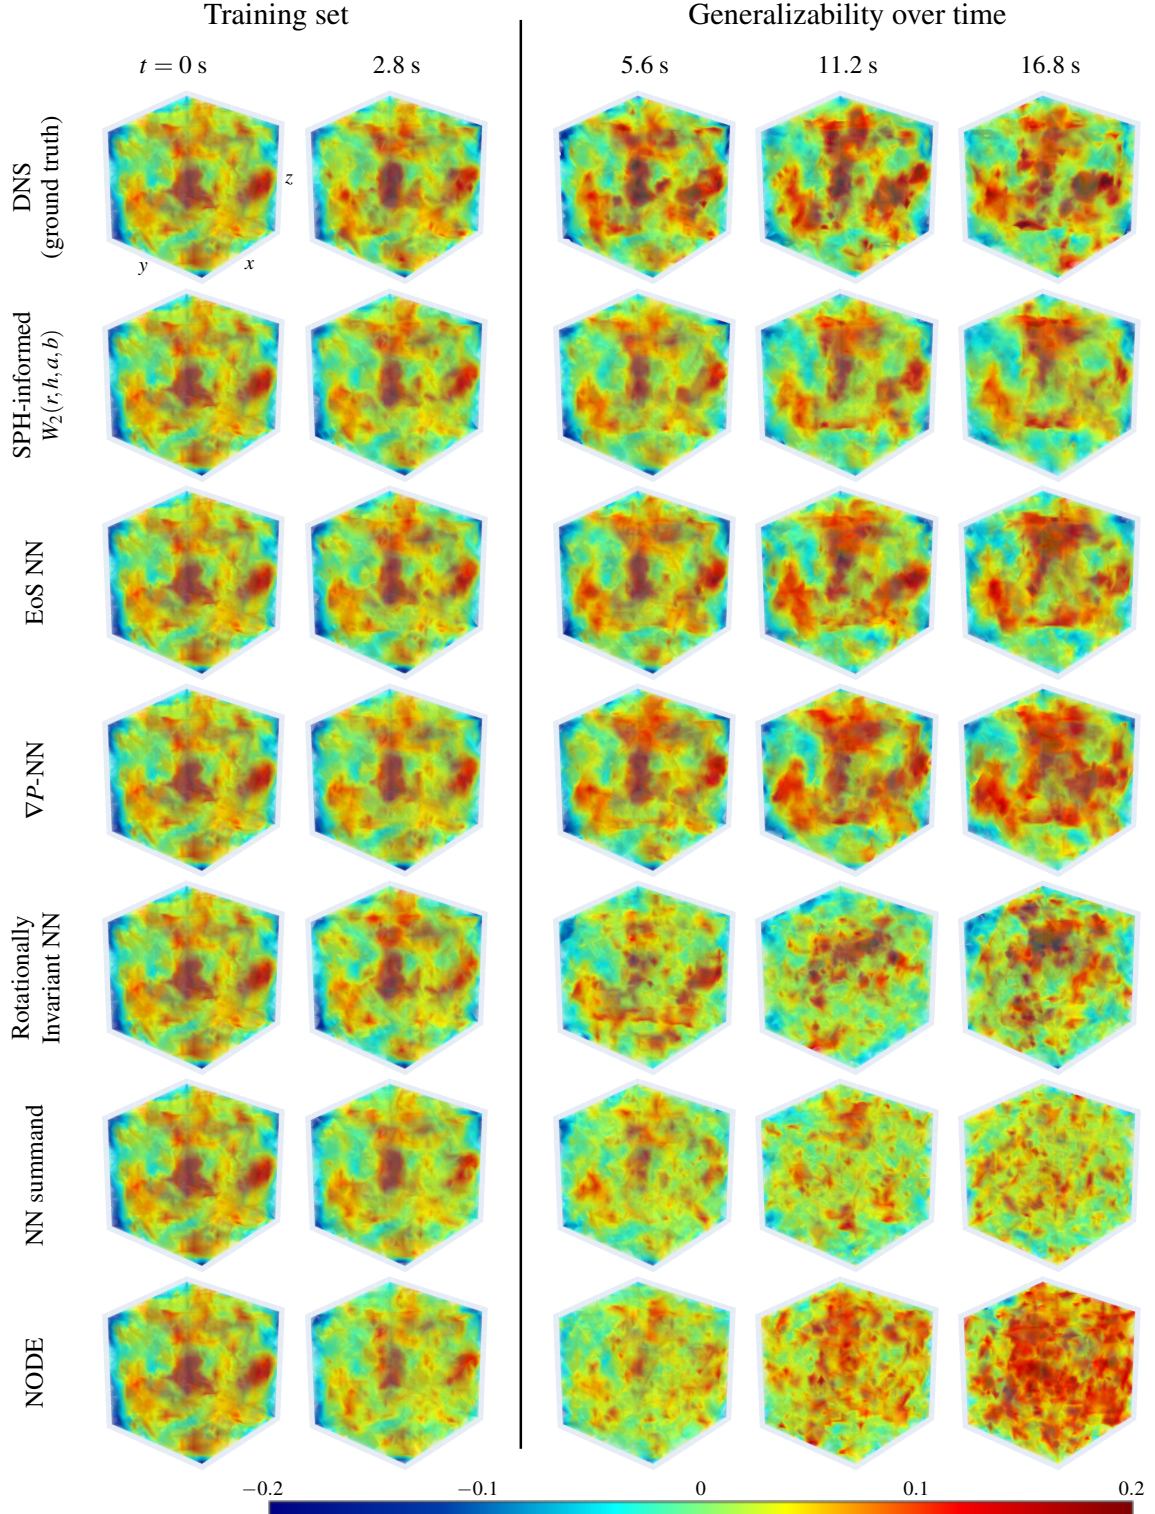 Training set
Generalizability over time
t = 0 s
2.8 s
5.6 s
11.2 s
16.8 s
DNS
(ground truth)
z
y
x
SPH-informed
W₂(r, h, a, b)
EoS NN
∇P-NN
Rotationally
Invariant NN
NN summand
NODE
−0.2
−0.1
0
0.1
0.2